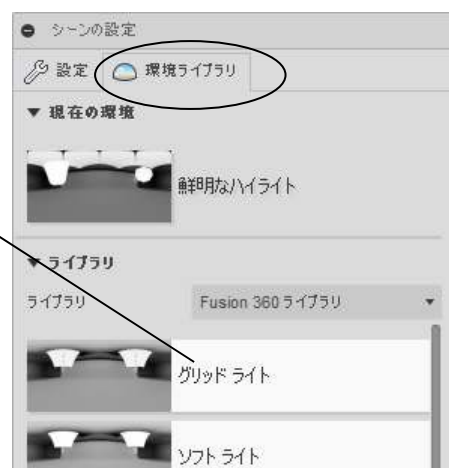 シーンの設定
設定 環境ライブラリ
▼ 現在の環境
鮮明なハイライト
▼ ライブラリ
ライブラリ Fusion 360 ライブラリ
グリッド ライト
ソフト ライト